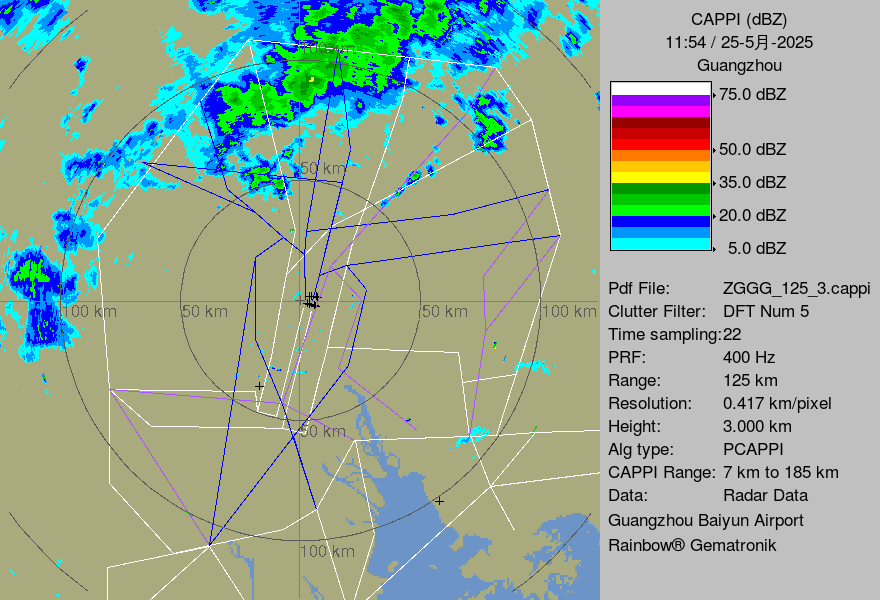 CAPPI (dBZ)
11:54 / 25-5月-2025
Guangzhou
75.0 dBZ
50.0 dBZ
35.0 dBZ
20.0 dBZ
5.0 dBZ
Pdf File: ZGGG_125_3.cappi
Clutter Filter: DFT Num 5
Time sampling:22
PRF: 400 Hz
Range: 125 km
Resolution: 0.417 km/pixel
Height: 3.000 km
Alg type: PCAPPI
CAPPI Range: 7 km to 185 km
Data: Radar Data
Guangzhou Baiyun Airport
Rainbow® Gematronik
100 km
50 km
100 km
50 km
50 km
100 km
50 km
100 km